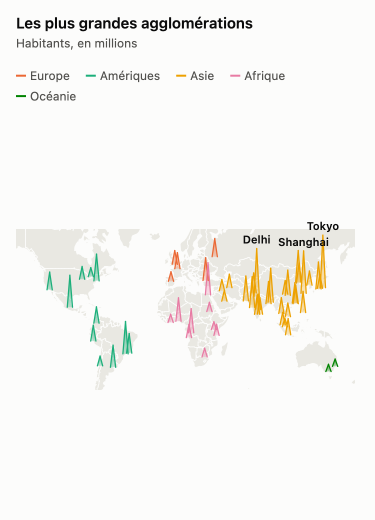 Les plus grandes agglomérations
Habitants, en millions
Europe Amériques Asie Afrique
Océanie
Tokyo
Delhi Shanghai